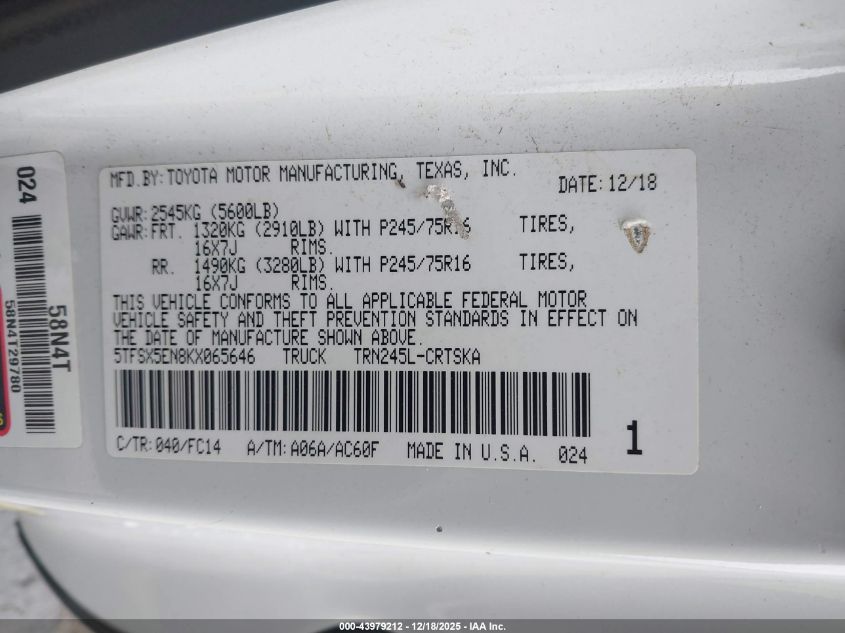 MFD.BY:TOYOTA MOTOR MANUFACTURING, TEXAS, INC.
DATE:12/18
GVWR:2545KG (5600LB)
GAWR:FRT. 1320KG (2910LB) WITH P245/75R16 TIRES,
16X7J RIMS.
RR. 1490KG (3280LB) WITH P245/75R16 TIRES,
16X7J RIMS.
THIS VEHICLE CONFORMS TO ALL APPLICABLE FEDERAL MOTOR
VEHICLE SAFETY AND THEFT PREVENTION STANDARDS IN EFFECT ON
THE DATE OF MANUFACTURE SHOWN ABOVE.
5TFSX5EN8KX065646 TRUCK TRN245L-CRTSKA
C/TR:040/FC14 A/TM:A06A/AC60F MADE IN U.S.A. 024
1
024
58N4T
58N4T29780
000-43979212 - 12/18/2025 - IAA Inc.